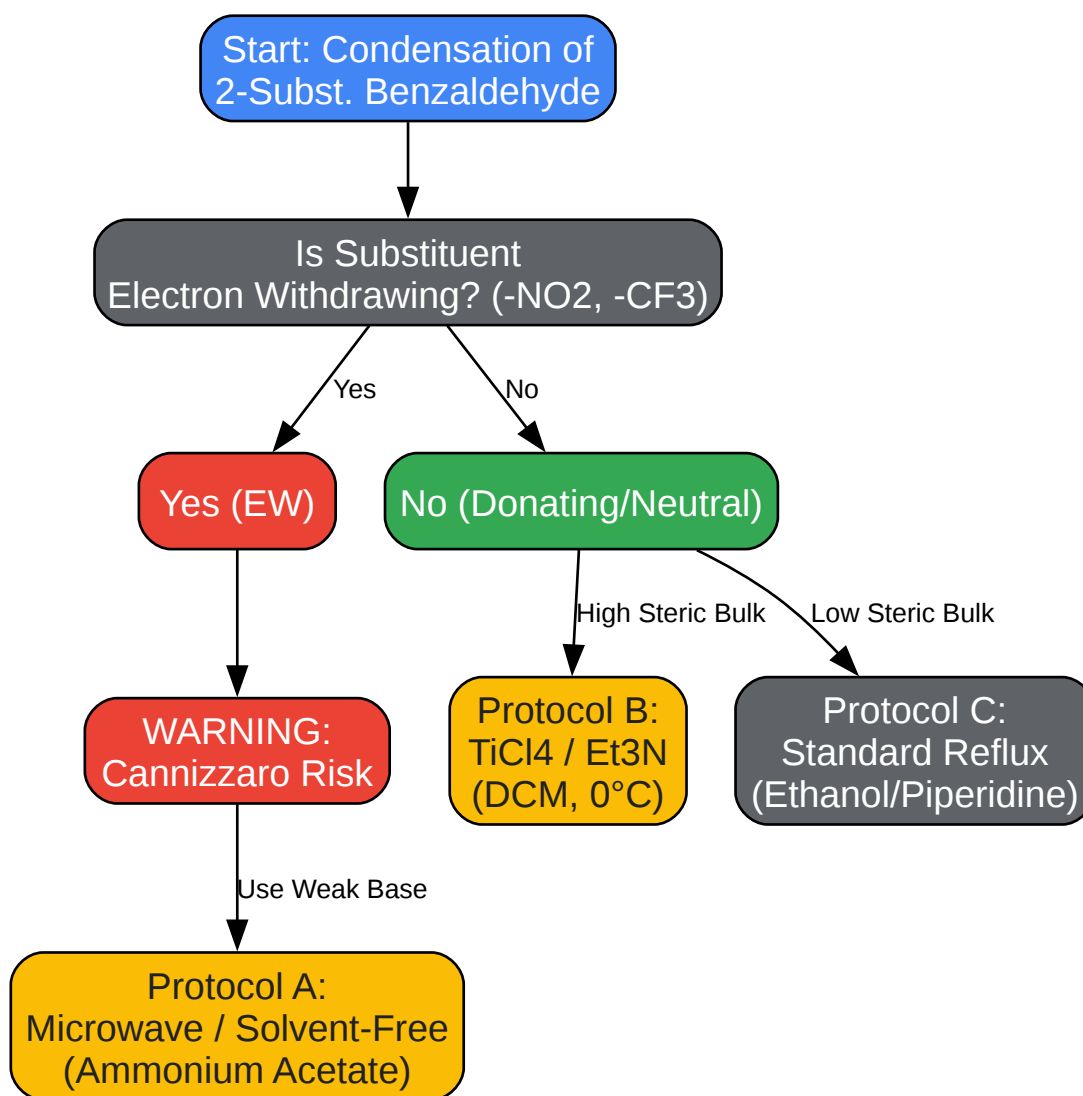 Start: Condensation of
2-Subst. Benzaldehyde
Is Substituent
Electron Withdrawing? (-NO2, -CF3)
Yes
No
Yes (EW)
No (Donating/Neutral)
High Steric Bulk
Low Steric Bulk
WARNING:
Cannizzaro Risk
Protocol B:
TiCl4 / Et3N
(DCM, 0°C)
Protocol C:
Standard Reflux
(Ethanol/Piperidine)
Use Weak Base
Protocol A:
Microwave / Solvent-Free
(Ammonium Acetate)